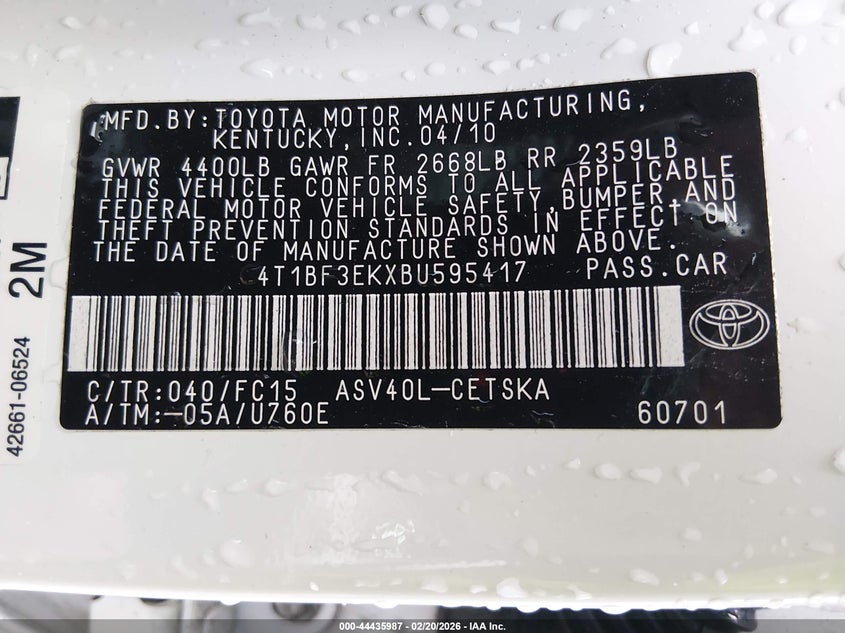 MFD.BY:TOYOTA MOTOR MANUFACTURING,
KENTUCKY,INC.04/10
GVWR 4400LB GAWR FR 2668LB RR 2359LB
THIS VEHICLE CONFORMS TO ALL APPLICABLE
FEDERAL MOTOR VEHICLE SAFETY,BUMPER,AND
THEFT PREVENTION STANDARDS IN EFFECT ON
THE DATE OF MANUFACTURE SHOWN ABOVE.
4T1BF3EKXBU595417 PASS.CAR
C/TR:040/FC15 ASV40L-CETSKA
A/TM:-05A/U760E 60701
42661-06524 2M
000-44435987 - 02/20/2026 - IAA Inc.